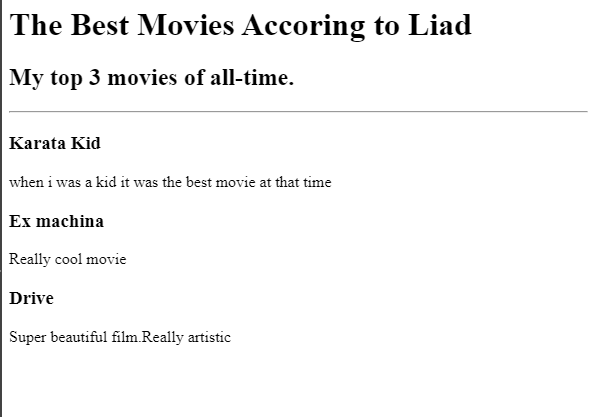 The Best Movies Accoring to Liad
My top 3 movies of all-time.
Karata Kid
when i was a kid it was the best movie at that time
Ex machina
Really cool movie
Drive
Super beautiful film.Really artistic